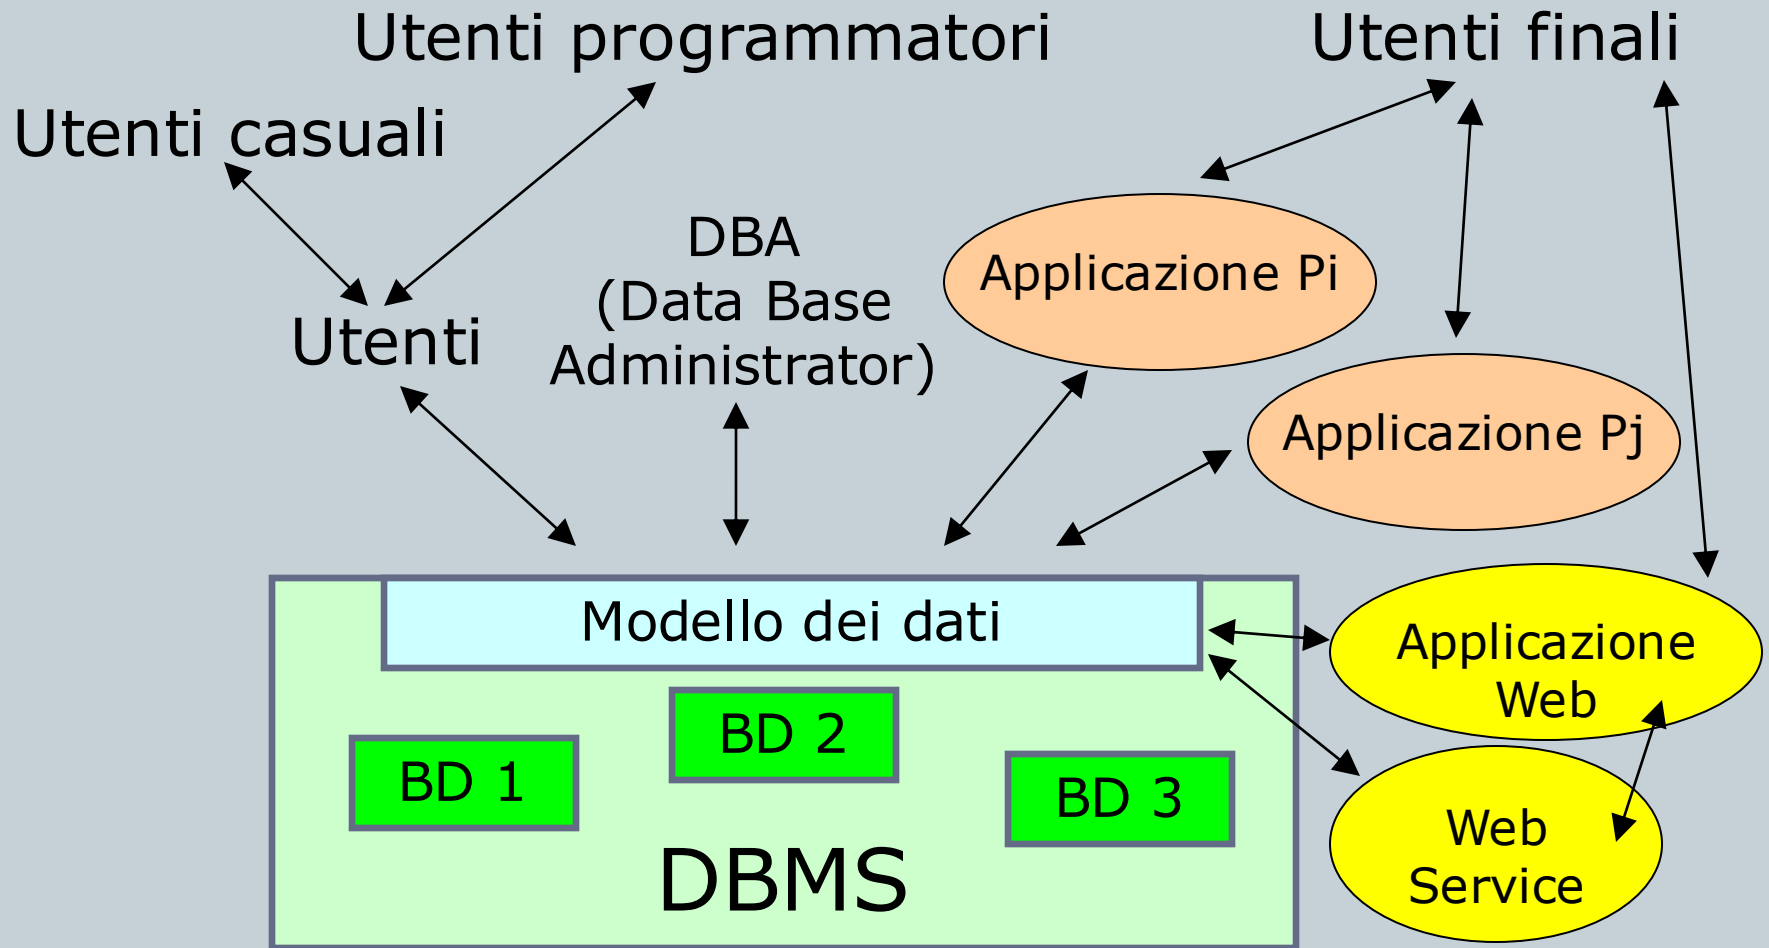 Utenti programmatori
Utenti finali
Utenti casuali
DBA
(Data Base
Administrator)
Applicazione Pi
Utenti
Applicazione Pj
Modello dei dati
Applicazione
Web
BD 2
BD 1
BD 3
Web
Service
DBMS